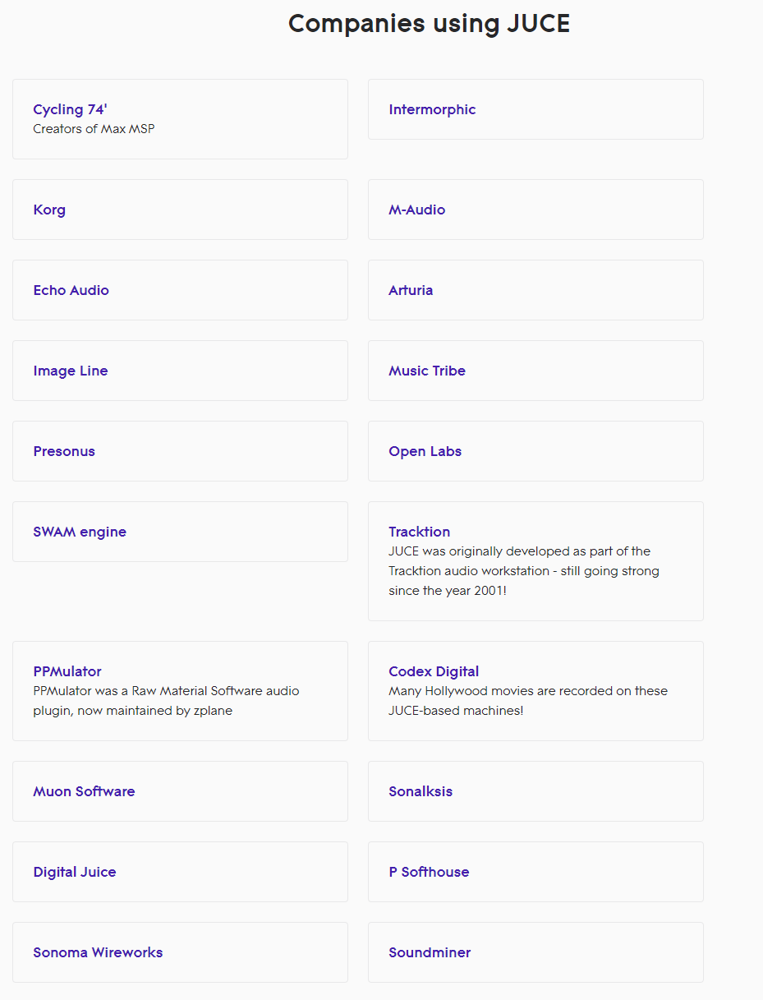 Companies using JUCE
Cycling 74'
Creators of Max MSP
Intermorphic
Korg
M-Audio
Echo Audio
Arturia
Image Line
Music Tribe
Presonus
Open Labs
SWAM engine
Tracktion
JUCE was originally developed as part of the
Tracktion audio workstation - still going strong
since the year 2001!
PPMulator
PPMulator was a Raw Material Software audio
plugin, now maintained by zplane
Codex Digital
Many Hollywood movies are recorded on these
JUCE-based machines!
Muon Software
Sonalksis
Digital Juice
P Softhouse
Sonoma Wireworks
Soundminer